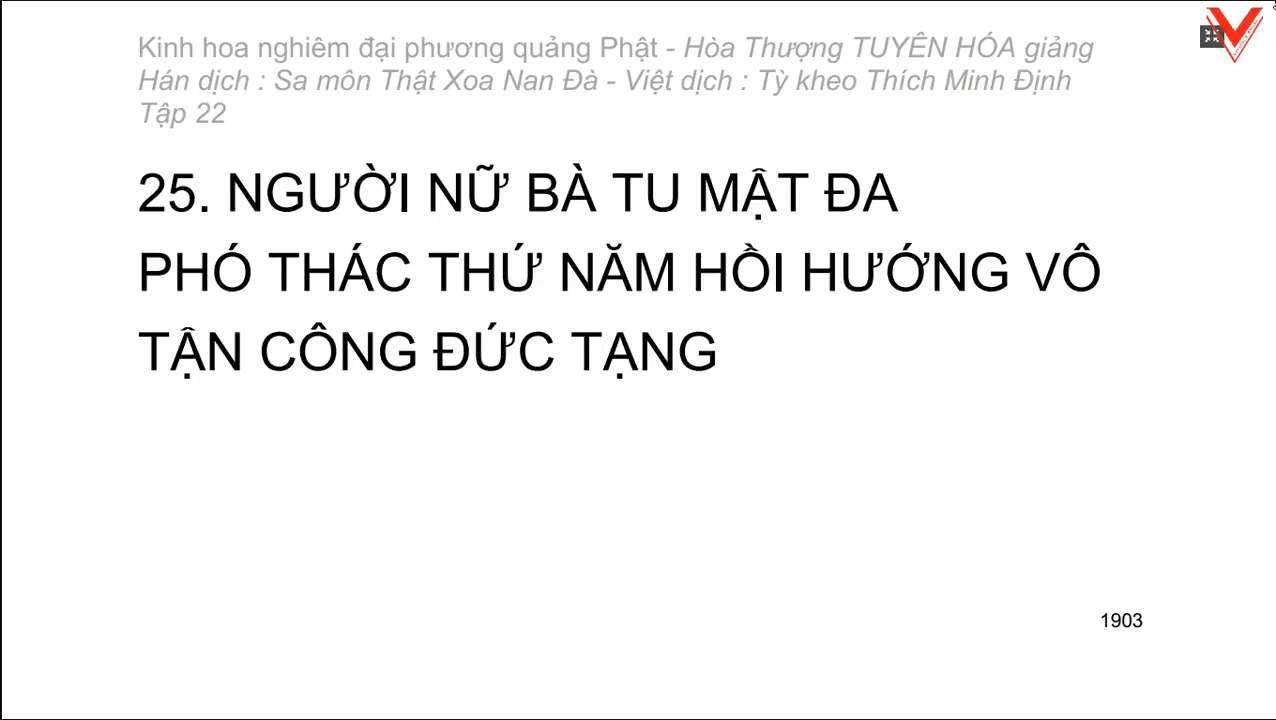 Kinh hoa nghiêm đại phương quảng Phật - Hòa Thượng TUYÊN HÓA giảng
Hán dịch : Sa môn Thật Xoa Nan Đà - Việt dịch : Tỳ kheo Thích Minh Định
Tập 22
25. NGƯỜI NỮ BÀ TU MẬT ĐA
PHÓ THÁC THỨ NĂM HỒI HƯỚNG VÔ
TẬN CÔNG ĐỨC TẠNG
1903